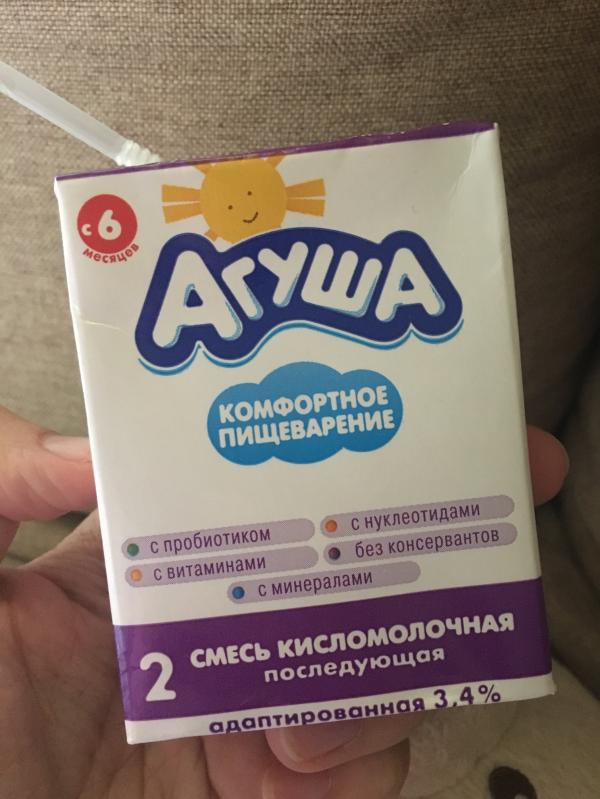 с 6
месяцев
Агуша
КОМФОРТНОЕ
ПИЩЕВАРЕНИЕ
с пробиотиком
с нуклеотидами
с витаминами
без консервантов
с минералами
2 СМЕСЬ КИСЛОМОЛОЧНАЯ
последующая
адаптированная 3,4%